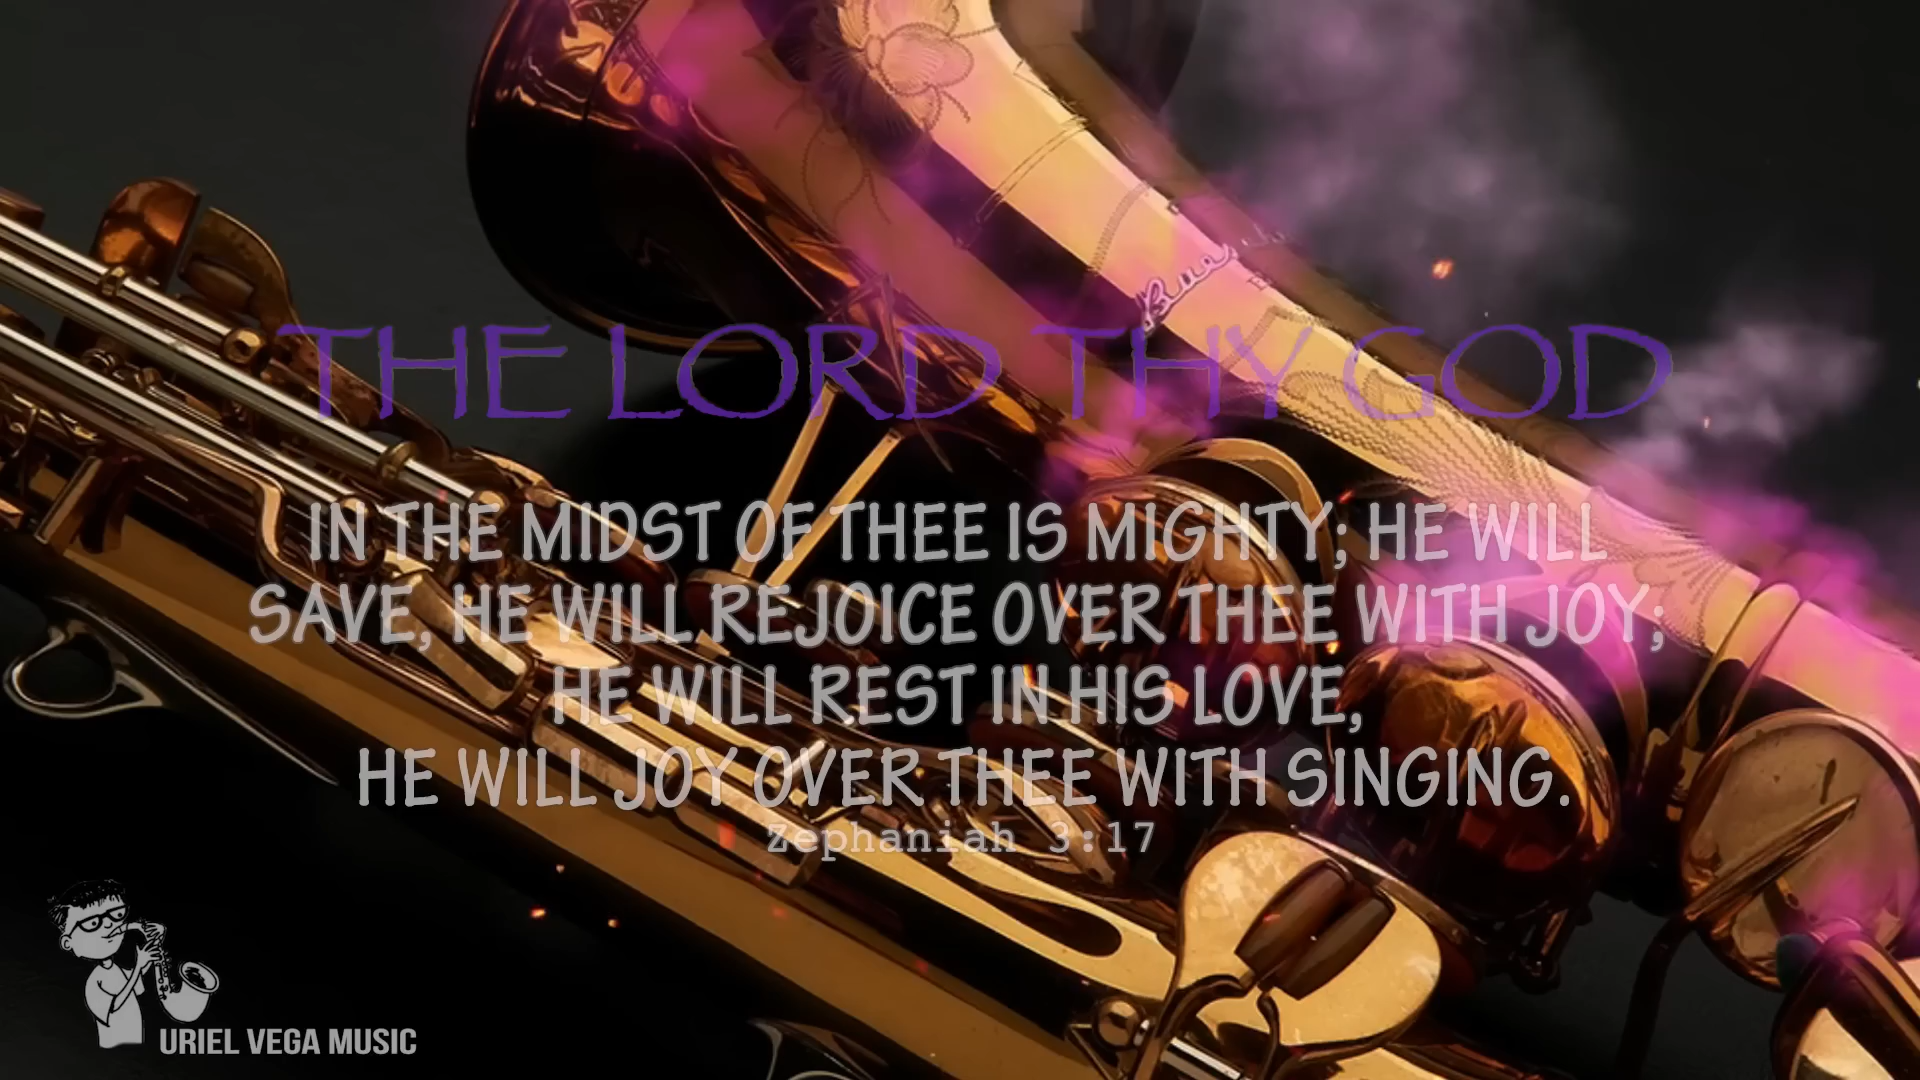 THE LORD THY GOD
IN THE MIDST OF THEE IS MIGHTY; HE WILL
SAVE, HE WILL REJOICE OVER THEE WITH JOY;
HE WILL REST IN HIS LOVE,
HE WILL JOY OVER THEE WITH SINGING.
Zephaniah 3:17
URIEL VEGA MUSIC